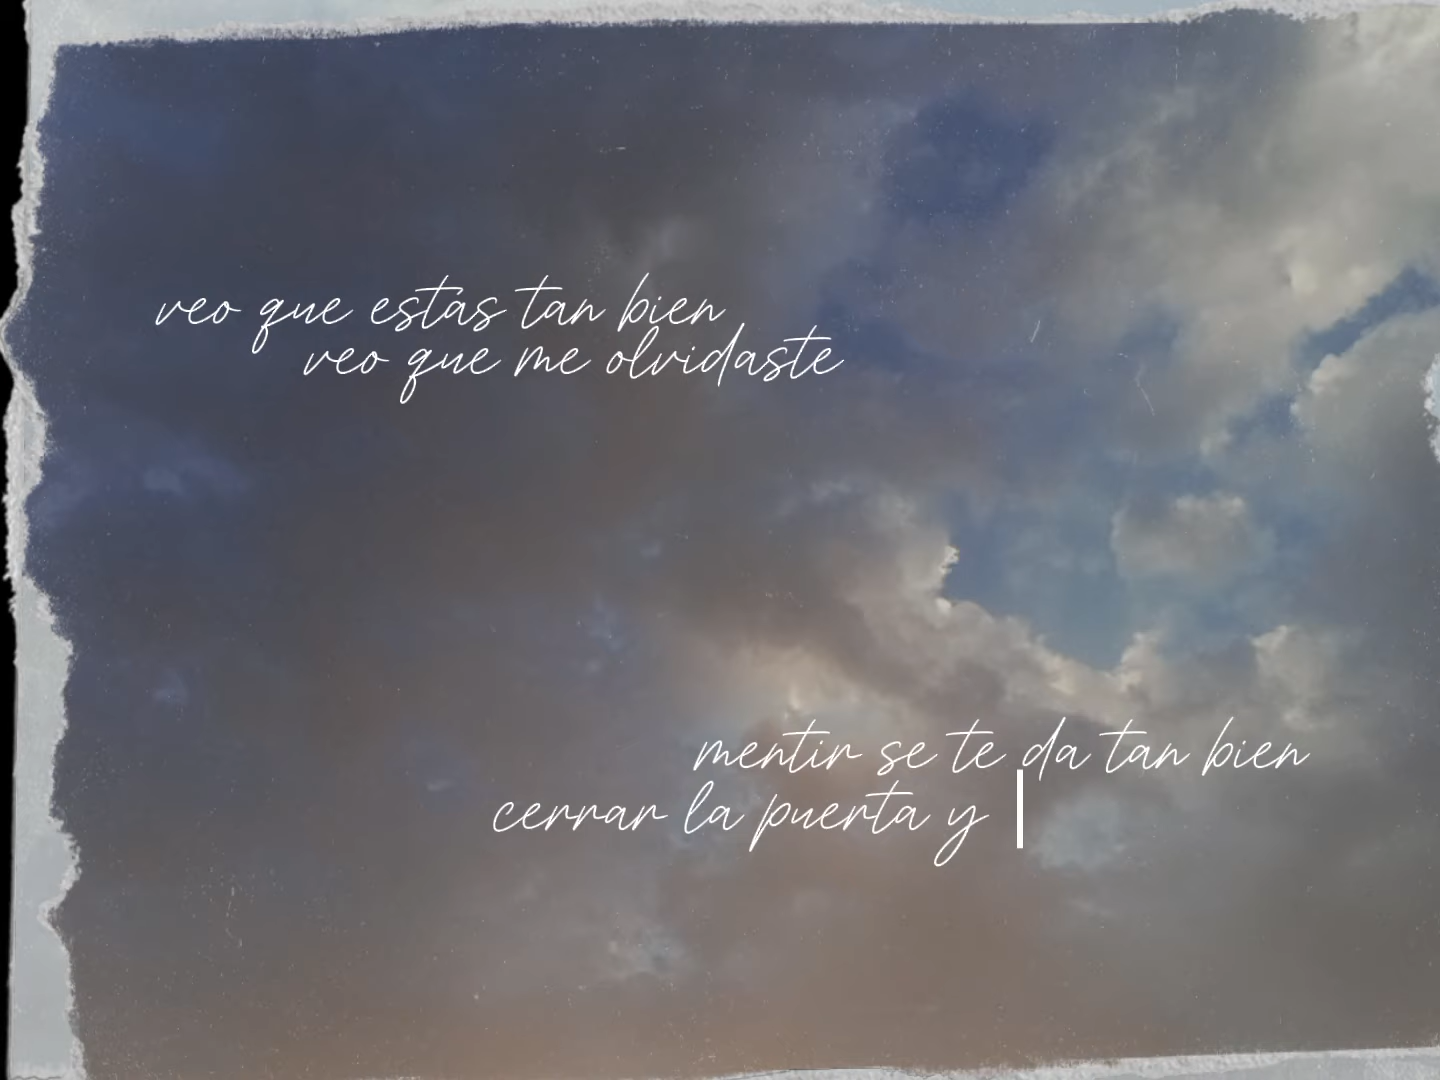 veo que estas tan bien
veo que me olvidaste
mentir se te da tan bien
cerrar la puerta y